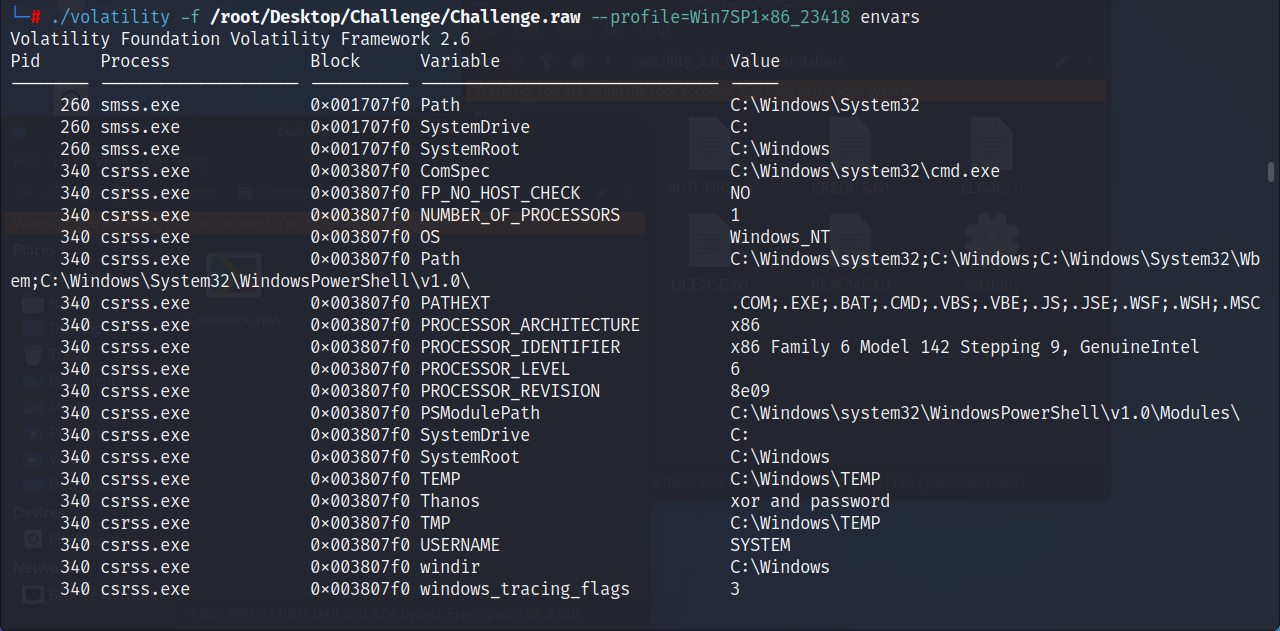 └─# ./volatility -f /root/Desktop/Challenge/Challenge.raw --profile=Win7SP1×86_23418 envars
Volatility Foundation Volatility Framework 2.6
Pid Process Block Variable Value
260 smss.exe 0×001707f0 Path C:\Windows\System32
260 smss.exe 0×001707f0 SystemDrive C:
260 smss.exe 0×001707f0 SystemRoot C:\Windows
340 csrss.exe 0×003807f0 ComSpec C:\Windows\system32\cmd.exe
340 csrss.exe 0×003807f0 FP_NO_HOST_CHECK NO
340 csrss.exe 0×003807f0 NUMBER_OF_PROCESSORS 1
340 csrss.exe 0×003807f0 OS Windows_NT
340 csrss.exe 0×003807f0 Path C:\Windows\system32;C:\Windows;C:\Windows\System32\Wb
em;C:\Windows\System32\WindowsPowerShell\v1.0\
340 csrss.exe 0×003807f0 PATHEXT .COM;.EXE;.BAT;.CMD;.VBS;.VBE;.JS;.JSE;.WSF;.WSH;.MSC
340 csrss.exe 0×003807f0 PROCESSOR_ARCHITECTURE x86
340 csrss.exe 0×003807f0 PROCESSOR_IDENTIFIER x86 Family 6 Model 142 Stepping 9, GenuineIntel
340 csrss.exe 0×003807f0 PROCESSOR_LEVEL 6
340 csrss.exe 0×003807f0 PROCESSOR_REVISION 8e09
340 csrss.exe 0×003807f0 PSModulePath C:\Windows\system32\WindowsPowerShell\v1.0\Modules\
340 csrss.exe 0×003807f0 SystemDrive C:
340 csrss.exe 0×003807f0 SystemRoot C:\Windows
340 csrss.exe 0×003807f0 TEMP C:\Windows\TEMP
340 csrss.exe 0×003807f0 Thanos xor and password
340 csrss.exe 0×003807f0 TMP C:\Windows\TEMP
340 csrss.exe 0×003807f0 USERNAME SYSTEM
340 csrss.exe 0×003807f0 windir C:\Windows
340 csrss.exe 0×003807f0 windows_tracing_flags 3